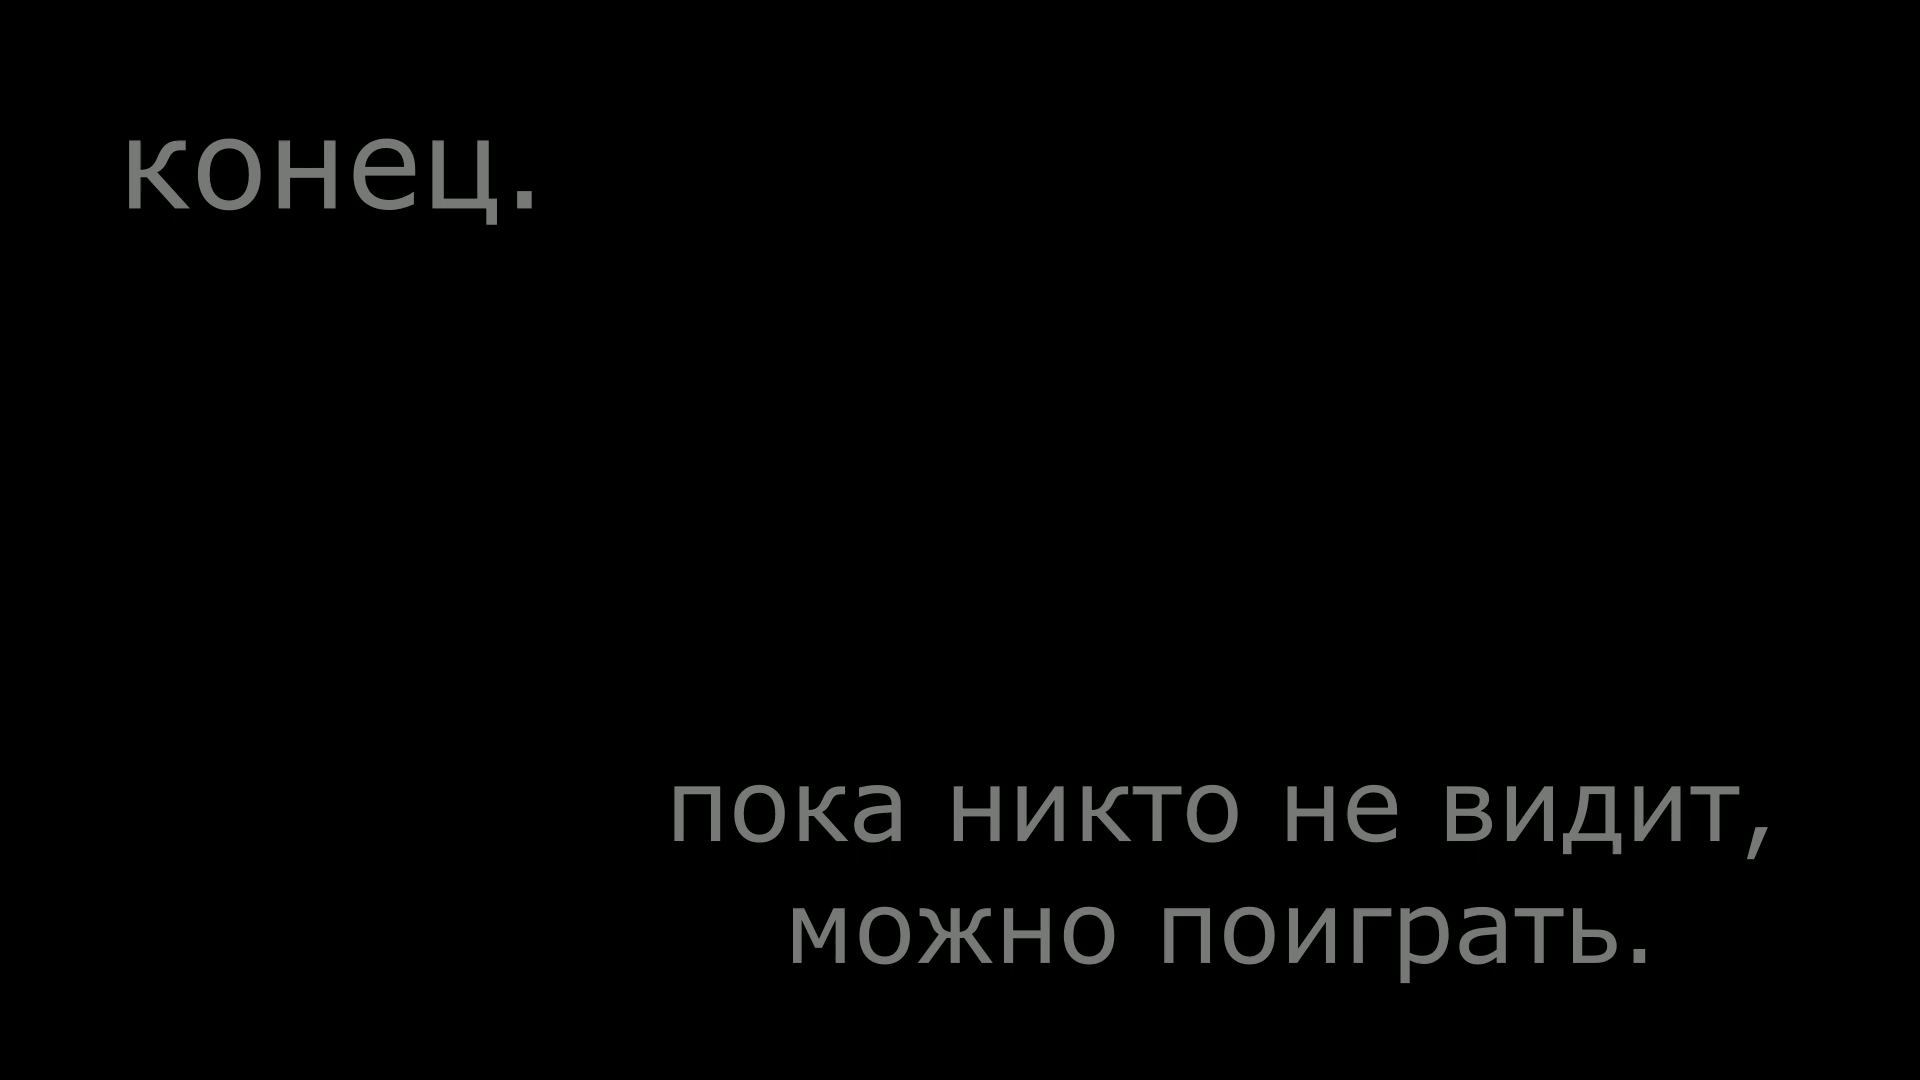 конец.
пока никто не видит,
можно поиграть.